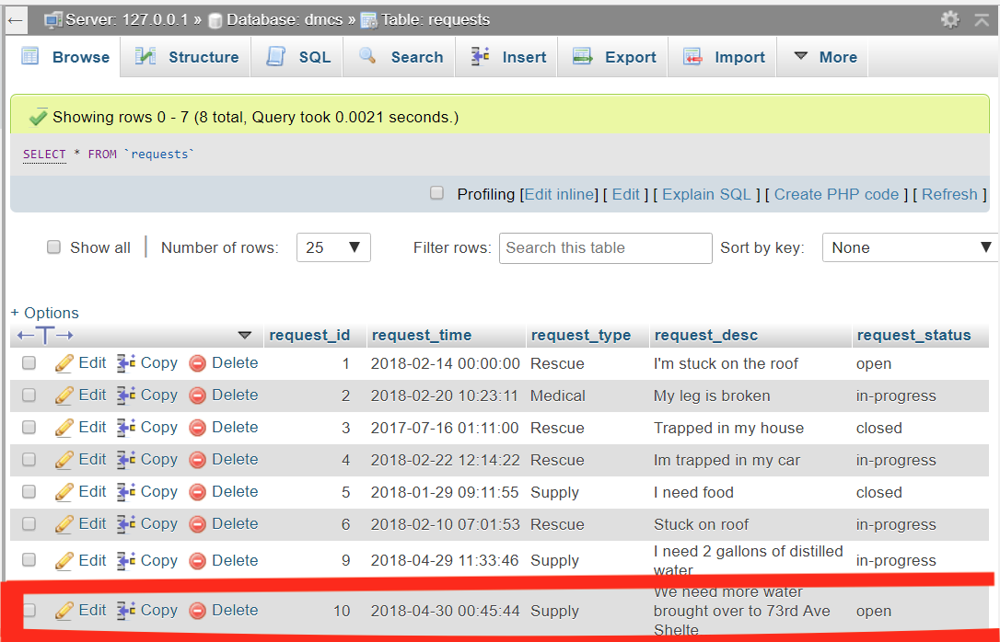 ← Server: 127.0.0.1 » Database: dmcs » Table: requests
Browse Structure SQL Search Insert Export Import ▼ More
Showing rows 0 - 7 (8 total, Query took 0.0021 seconds.)
SELECT * FROM `requests`
Profiling [Edit inline] [ Edit ] [ Explain SQL ] [ Create PHP code ] [ Refresh ]
Show all | Number of rows: 25 ▼ Filter rows: Search this table Sort by key: None ▼
+ Options
←T→ ▼ request_id request_time request_type request_desc request_status
Edit Copy Delete 1 2018-02-14 00:00:00 Rescue I'm stuck on the roof open
Edit Copy Delete 2 2018-02-20 10:23:11 Medical My leg is broken in-progress
Edit Copy Delete 3 2017-07-16 01:11:00 Rescue Trapped in my house closed
Edit Copy Delete 4 2018-02-22 12:14:22 Rescue Im trapped in my car in-progress
Edit Copy Delete 5 2018-01-29 09:11:55 Supply I need food closed
Edit Copy Delete 6 2018-02-10 07:01:53 Rescue Stuck on roof in-progress
I need 2 gallons of distilled
Edit Copy Delete 9 2018-04-29 11:33:46 Supply in-progress
water
We need more water
Edit Copy Delete 10 2018-04-30 00:45:44 Supply brought over to 73rd Ave open
Shelte